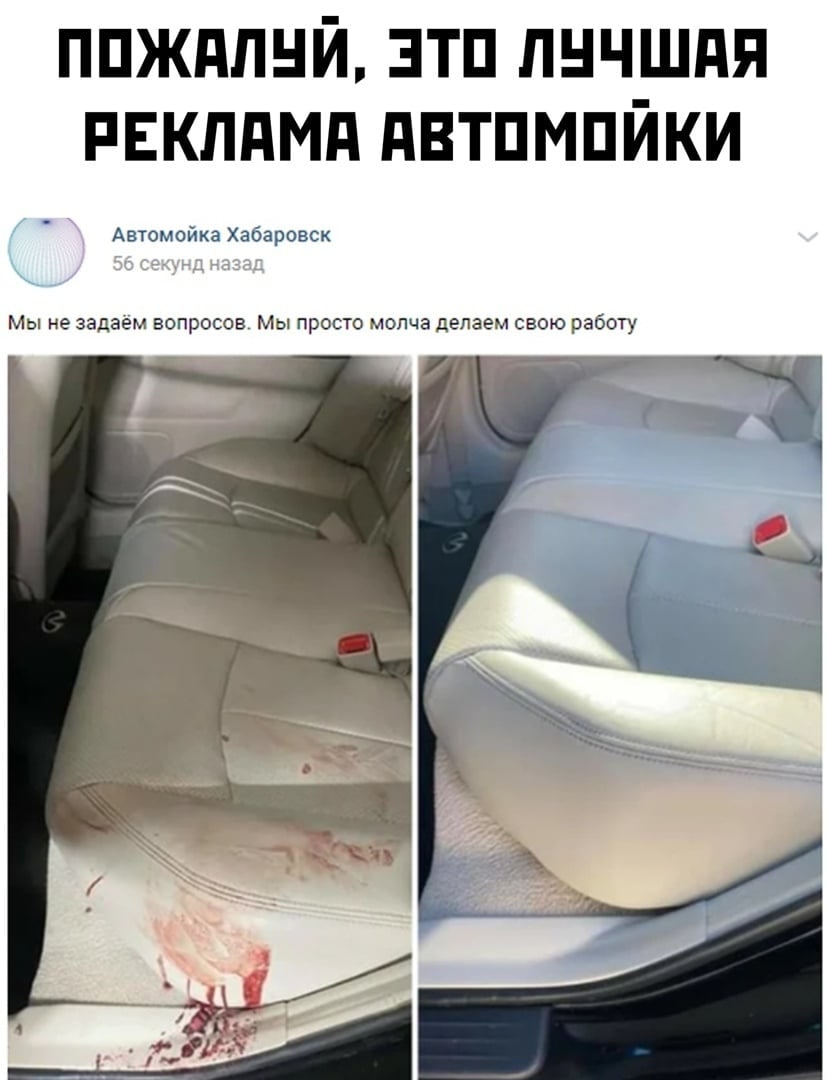 ПОЖАЛУЙ, ЭТО ЛУЧШАЯ
РЕКЛАМА АВТОМОЙКИ
Автомойка Хабаровск
56 секунд назад
Мы не задаём вопросов. Мы просто молча делаем свою работу